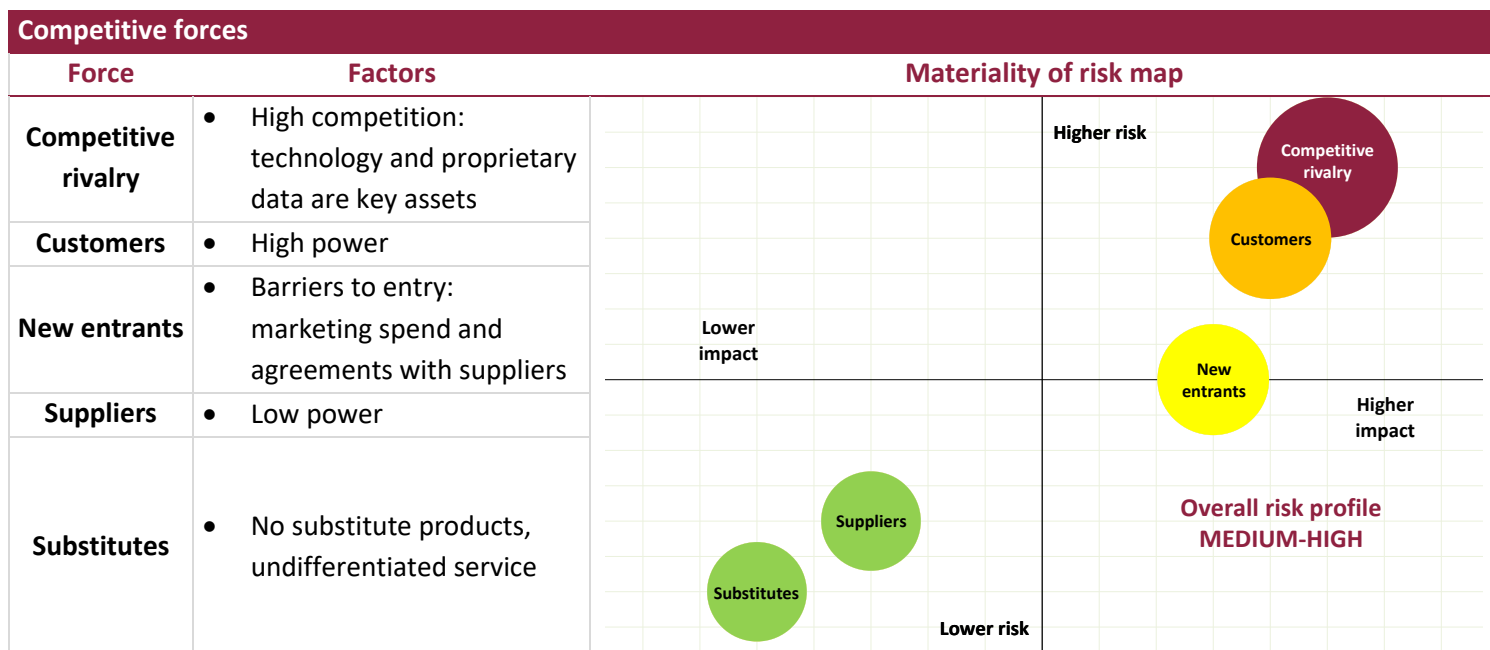 Competitive forces
Force
Factors
Materiality of risk map
Competitive
rivalry
• High competition:
technology and proprietary
data are key assets
Customers
• High power
New entrants
• Barriers to entry:
marketing spend and
agreements with suppliers
Suppliers
• Low power
Substitutes
• No substitute products,
undifferentiated service
Higher risk
Competitive
rivalry
Customers
Lower
impact
New
entrants
Higher
impact
Suppliers
Overall risk profile
MEDIUM-HIGH
Substitutes
Lower risk